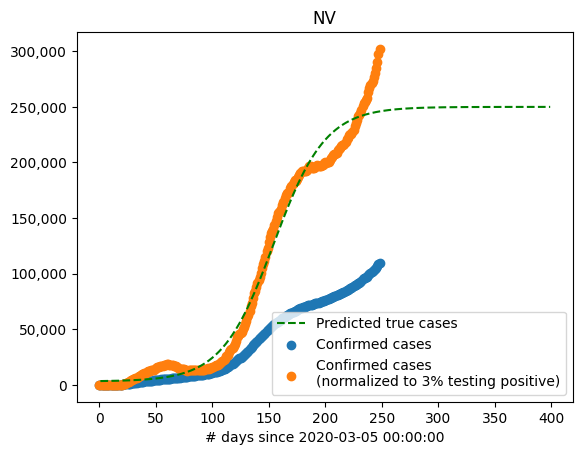 NV
300,000
250,000
200,000
150,000
100,000
50,000
0
Predicted true cases
Confirmed cases
Confirmed cases
(normalized to 3% testing positive)
0 50 100 150 200 250 300 350 400
# days since 2020-03-05 00:00:00